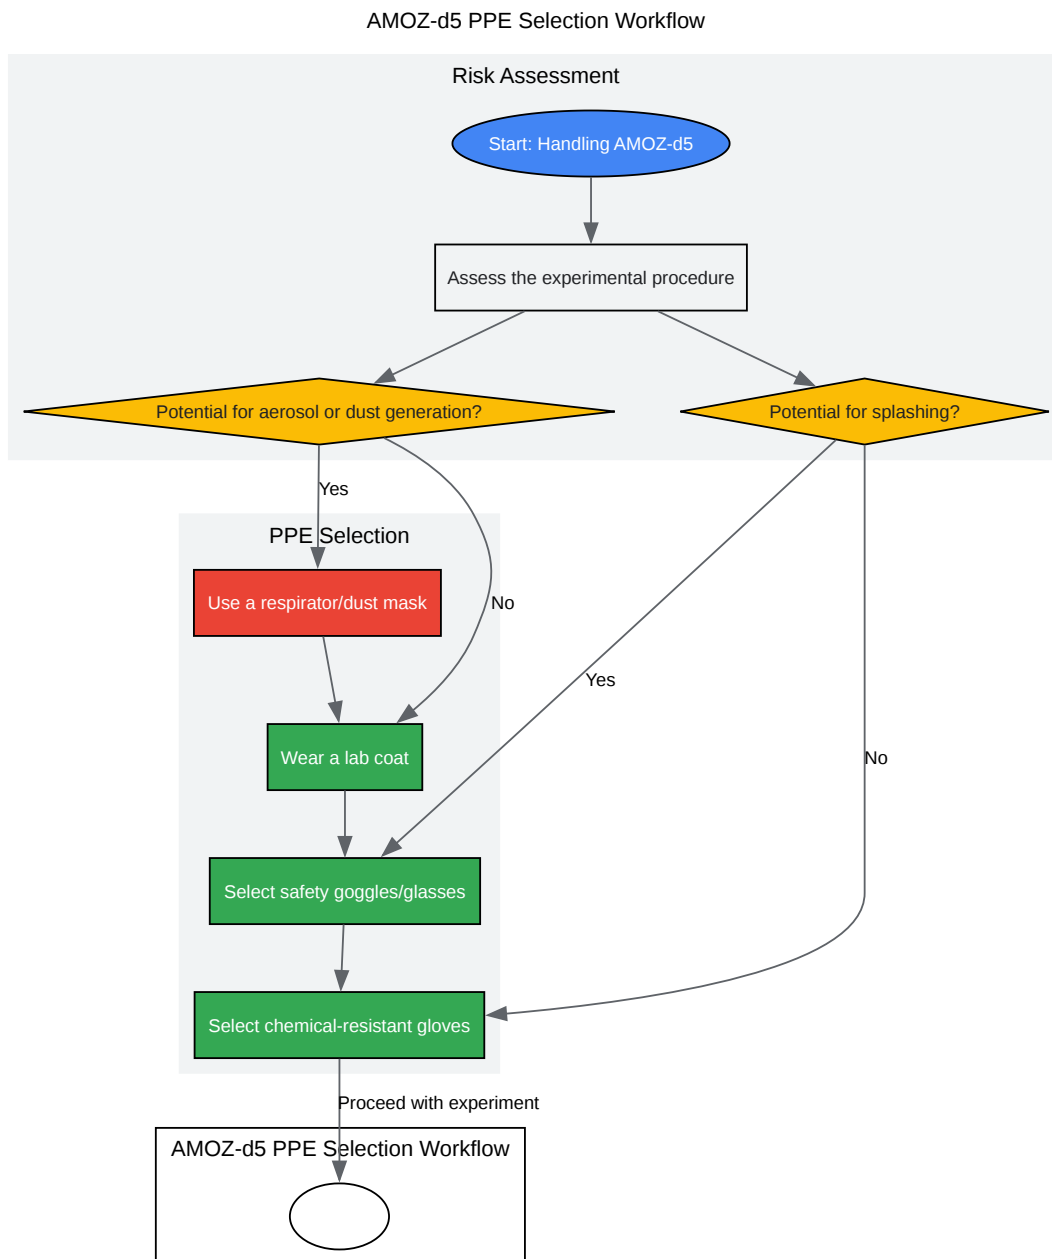 AMOZ-d5 PPE Selection Workflow
Risk Assessment
Start: Handling AMOZ-d5
Assess the experimental procedure
Potential for aerosol or dust generation?
Potential for splashing?
Yes
PPE Selection
Use a respirator/dust mask
No
Yes
Wear a lab coat
No
Select safety goggles/glasses
Select chemical-resistant gloves
Proceed with experiment
AMOZ-d5 PPE Selection Workflow